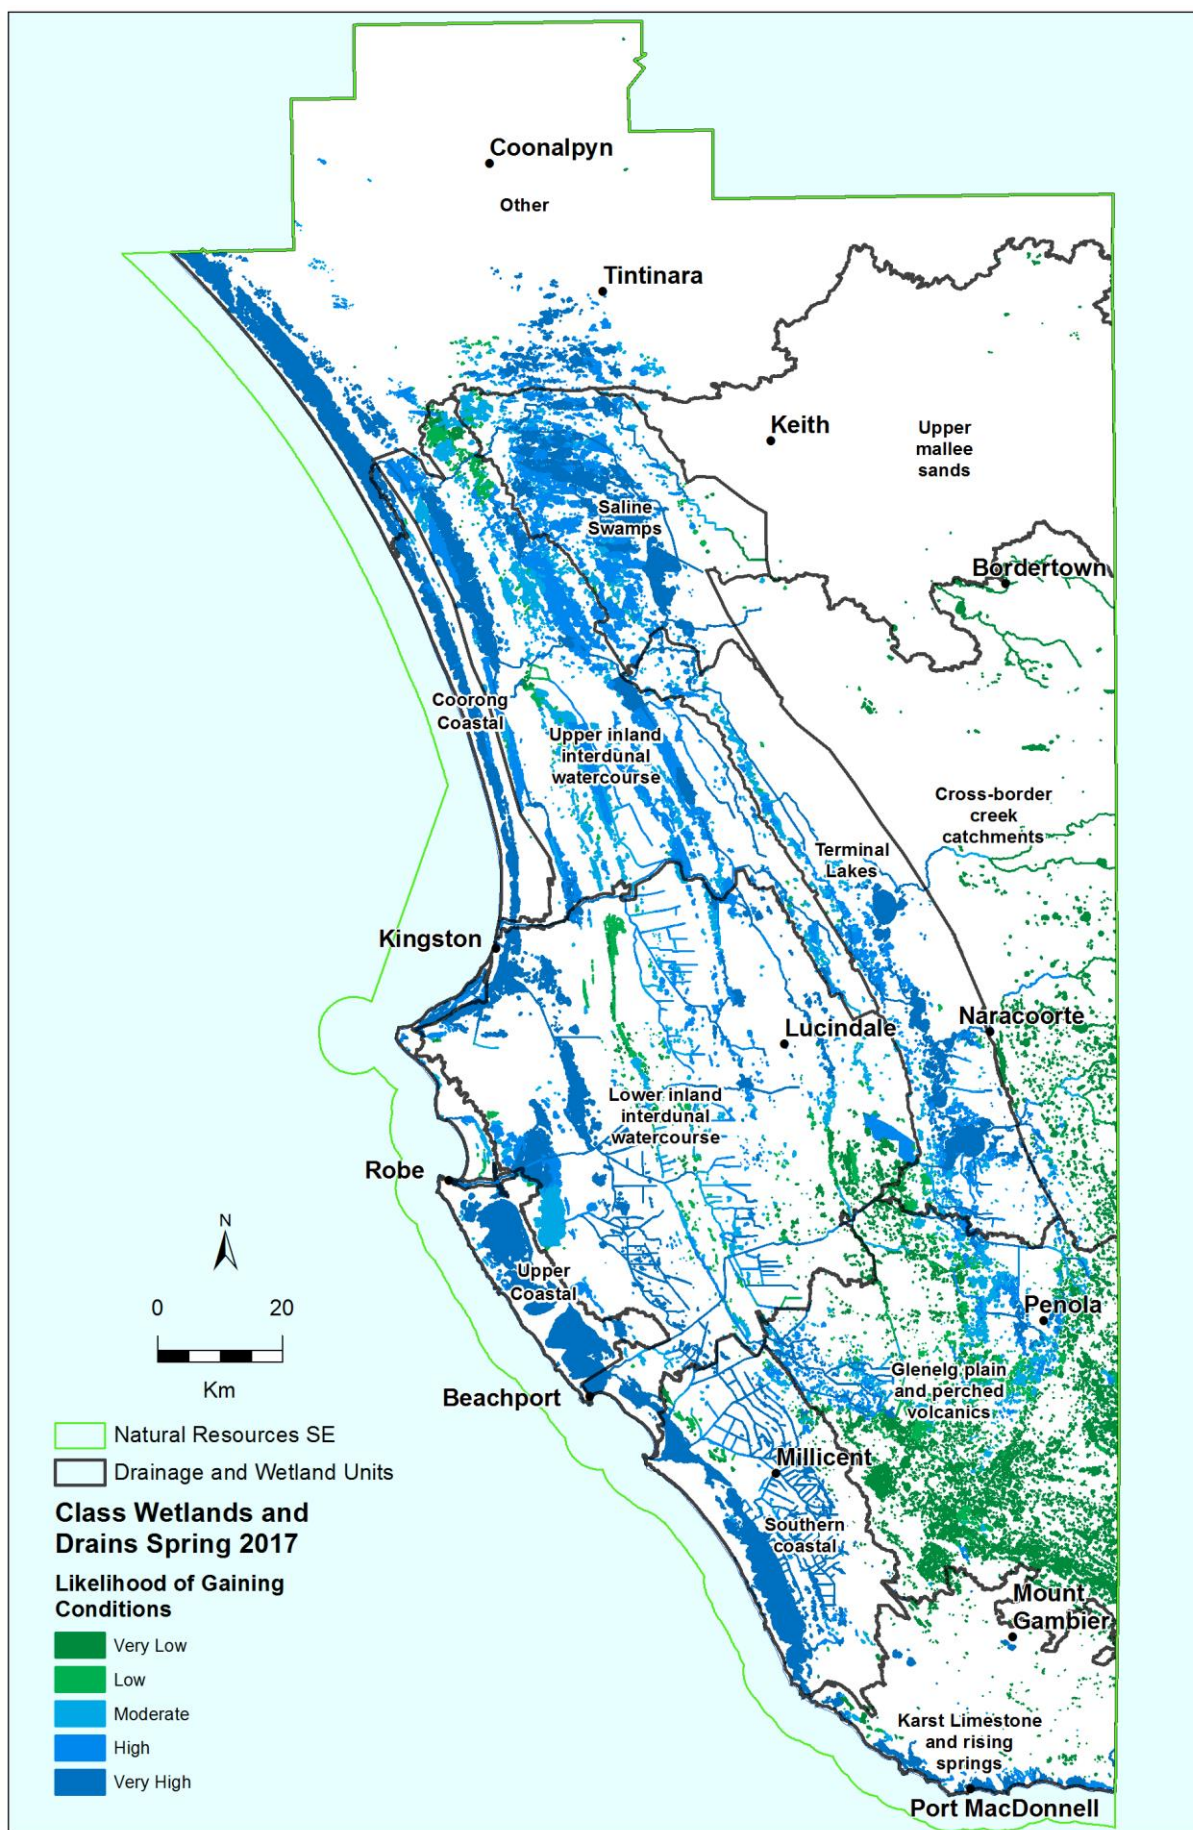 Coonalpyn
Other
Tintinara
Keith
Upper
mallee
sands
Saline
Swamps
Bordertown
Coorong
Coastal
Upper inland
interdunal
watercourse
Cross-border
creek
catchments
Terminal
Lakes
Kingston
Naracoorte
Lucindale
Lower inland
interdunal
watercourse
Robe
N
Upper
Coastal
0 20
Km
Penola
Glenelg plain
and perched
volcanics
Beachport
Millicent
Southern
coastal
Mount
Gambier
Karst Limestone
and rising
springs
Port MacDonnell
Natural Resources SE
Drainage and Wetland Units
Class Wetlands and
Drains Spring 2017
Likelihood of Gaining
Conditions
Very Low
Low
Moderate
High
Very High